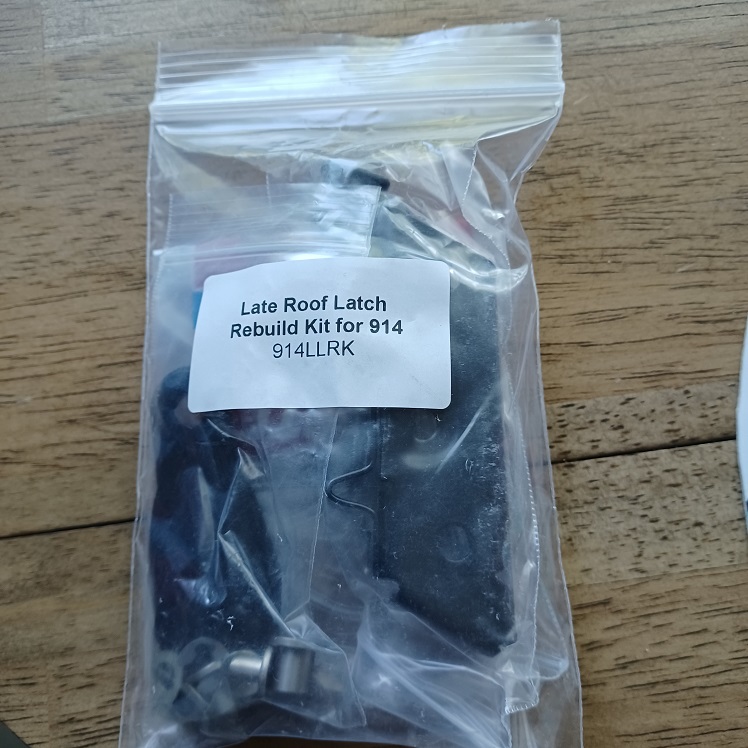 Late Roof Latch
Rebuild Kit for 914
914LLRK